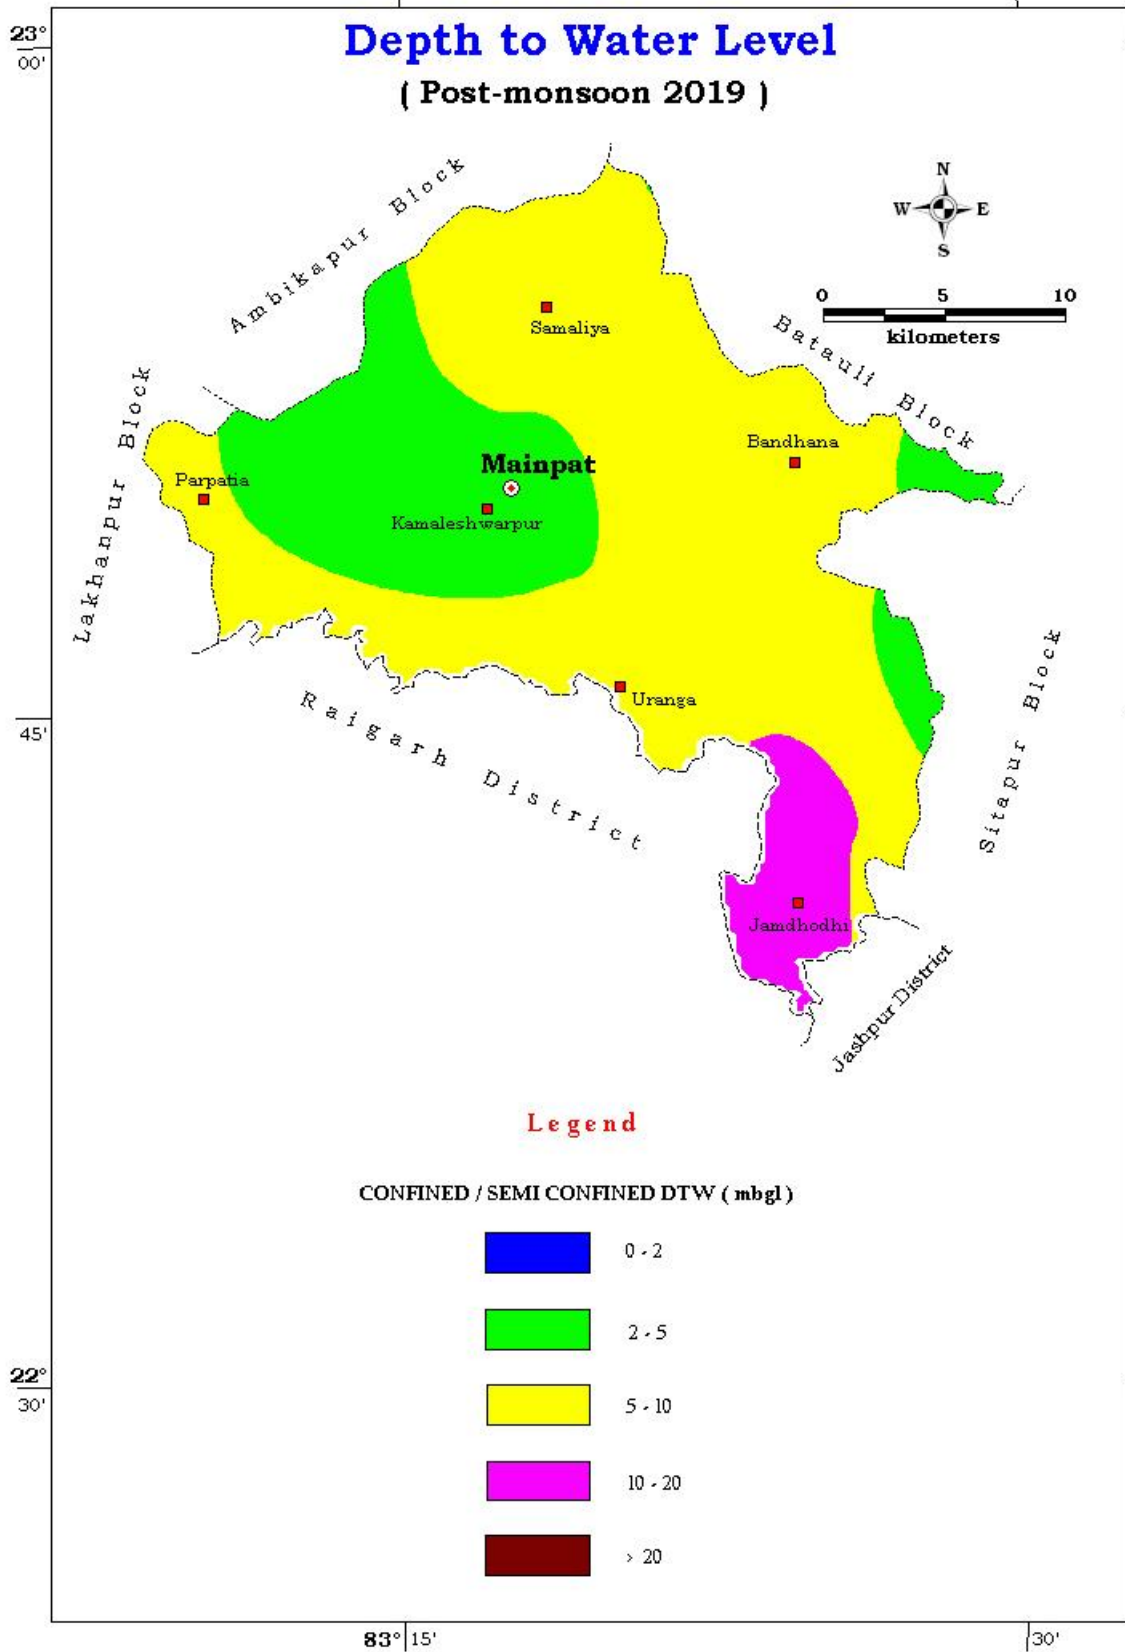 Depth to Water Level
( Post-monsoon 2019 )
23°
00'
N
W E
S
0 5 10
kilometers
Ambikapur Block
Batauli Block
Lakhanpur Block
Samaliya
Bandhana
Mainpat
Parpatia
Kamaleshwarpur
Uranga
Raigarh District
Sitapur Block
45'
Jamdhodhi
Jashpur District
Legend
CONFINED / SEMI CONFINED DTW ( mbgl )
0 - 2
2 - 5
22°
30'
5 - 10
10 - 20
> 20
83° 15'
30'